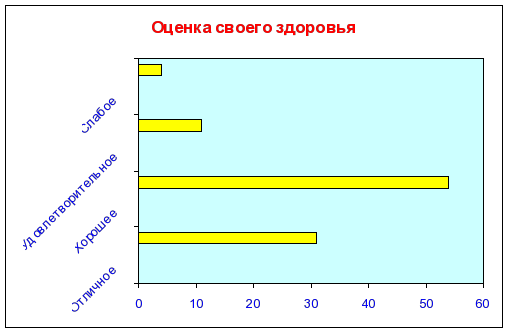 Оценка своего здоровья
Слабое
Удовлетворительное
Хорошее
Отличное
0 10 20 30 40 50 60